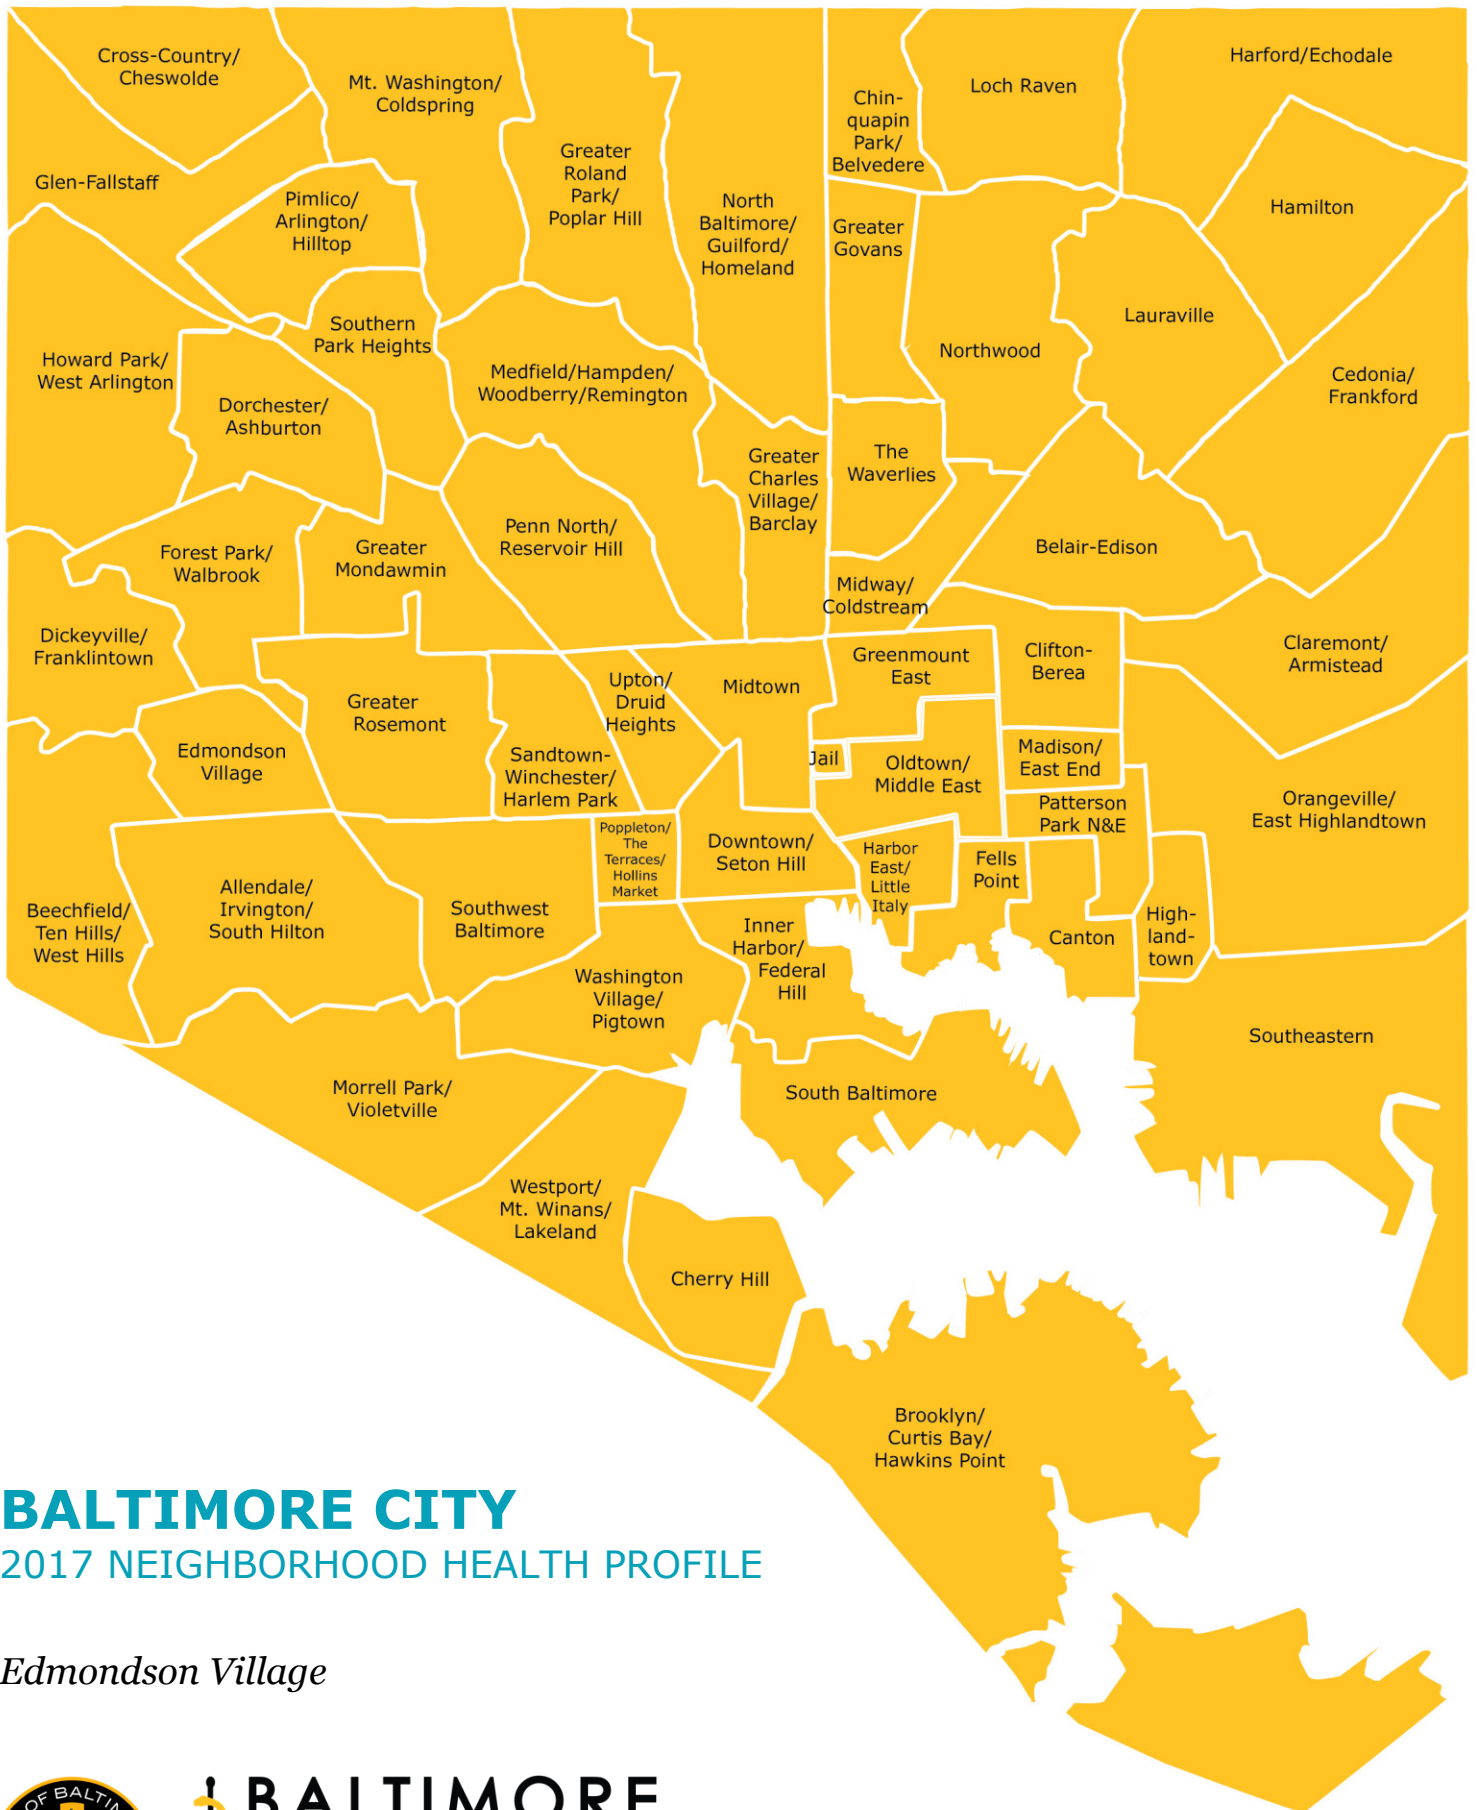 Cross-Country/
Cheswolde
Mt. Washington/
Coldspring
Greater
Roland
Park/
Poplar Hill
North
Baltimore/
Guilford/
Homeland
Chin-
quapin
Park/
Belvedere
Loch Raven
Harford/Echodale
Glen-Fallstaff
Pimlico/
Arlington/
Hilltop
Greater
Govans
Hamilton
Lauraville
Northwood
Southern
Park Heights
Howard Park/
West Arlington
Medfield/Hampden/
Woodberry/Remington
Cedonia/
Frankford
Dorchester/
Ashburton
Greater
Charles
Village/
Barclay
The
Waverlies
Penn North/
Reservoir Hill
Belair-Edison
Forest Park/
Walbrook
Greater
Mondawmin
Midway/
Coldstream
Dickeyville/
Franklintown
Greenmount
East
Clifton-
Berea
Claremont/
Armistead
Greater
Rosemont
Upton/
Druid
Heights
Midtown
Edmondson
Village
Sandtown-
Winchester/
Harlem Park
Jail
Oldtown/
Middle East
Madison/
East End
Patterson
Park N&E
Orangeville/
East Highlandtown
Poppleton/
The
Terraces/
Hollins
Market
Downtown/
Seton Hill
Harbor
East/
Little
Italy
Fells
Point
Allendale/
Irvington/
South Hilton
Beechfield/
Ten Hills/
West Hills
Southwest
Baltimore
Inner
Harbor/
Federal
Hill
Canton
High-
land-
town
Washington
Village/
Pigtown
Southeastern
Morrell Park/
Violetville
South Baltimore
Westport/
Mt. Winans/
Lakeland
Cherry Hill
Brooklyn/
Curtis Bay/
Hawkins Point
BALTIMORE CITY
2017 NEIGHBORHOOD HEALTH PROFILE
Edmondson Village
BALTIMORE